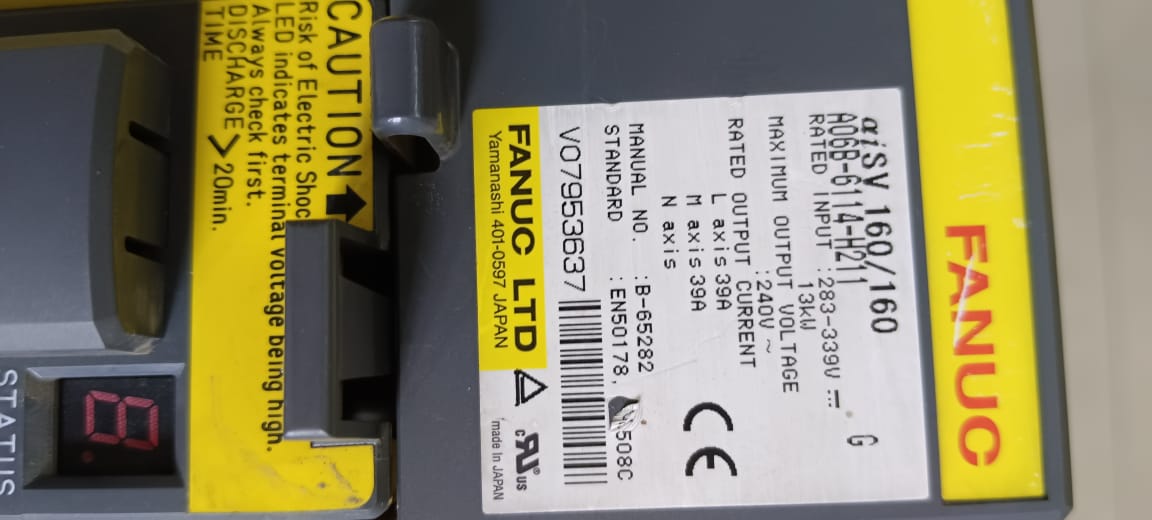 FANUC
αiSV 160/160
A06B-6114-H211 G
RATED INPUT :283-339V ⎓
13kW
MAXIMUM OUTPUT VOLTAGE
:240V ~
RATED OUTPUT CURRENT
L axis 39A
M axis 39A
N axis
MANUAL NO. :B-65282
STANDARD :EN50178, 508C
CE
V07953637
FANUC LTD
Yamanashi 401-0597 JAPAN
c RU ® US
made In JAPAN
CAUTION
Risk of Electric Shoc
LED indicates terminal voltage being high.
Always check first.
DISCHARGE > 20min.
TIME
8.
STATUS